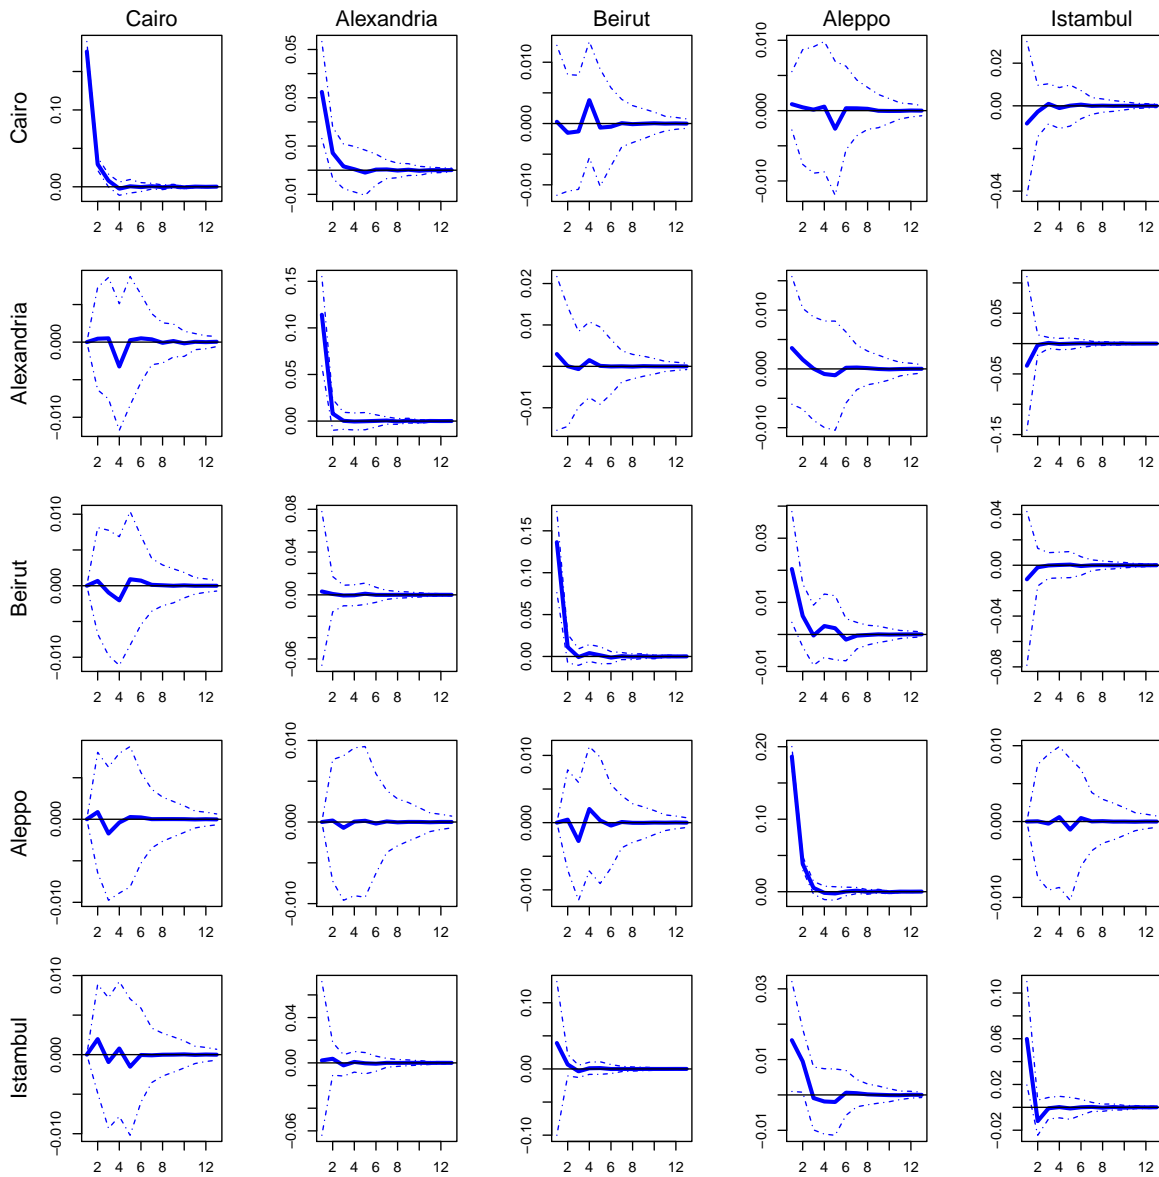 Cairo Alexandria Beirut Aleppo Istambul
Cairo
0.00 0.10
−0.01 0.01 0.03 0.05
−0.010 0.000 0.010
−0.010 0.000 0.010
−0.04 0.00 0.02
2 4 6 8 12 2 4 6 8 12 2 4 6 8 12 2 4 6 8 12 2 4 6 8 12
Alexandria
−0.010 0.000
0.00 0.05 0.10 0.15
−0.01 0.01 0.02
−0.010 0.000 0.010
−0.15 −0.05 0.05
2 4 6 8 12 2 4 6 8 12 2 4 6 8 12 2 4 6 8 12 2 4 6 8 12
Beirut
−0.010 0.000 0.010
−0.06 0.00 0.04 0.08
0.00 0.05 0.10 0.15
−0.01 0.01 0.03
−0.08 −0.04 0.00 0.04
2 4 6 8 12 2 4 6 8 12 2 4 6 8 12 2 4 6 8 12 2 4 6 8 12
Aleppo
−0.010 0.000
−0.010 0.000 0.010
−0.010 0.000 0.010
0.00 0.10 0.20
−0.010 0.000 0.010
2 4 6 8 12 2 4 6 8 12 2 4 6 8 12 2 4 6 8 12 2 4 6 8 12
Istambul
−0.010 0.000 0.010
−0.06 0.00 0.04
−0.10 0.00 0.10
−0.01 0.01 0.03
−0.02 0.02 0.06 0.10
2 4 6 8 12 2 4 6 8 12 2 4 6 8 12 2 4 6 8 12 2 4 6 8 12